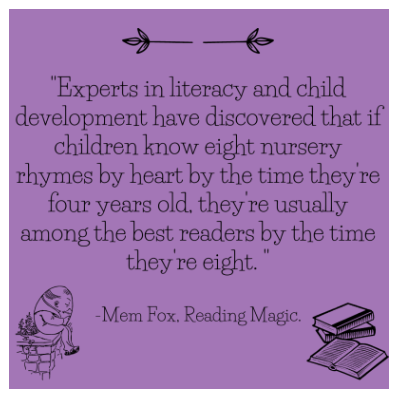 "Experts in literacy and child
development have discovered that if
children know eight nursery
rhymes by heart by the time they're
four years old, they're usually
among the best readers by the time
they're eight. "
-Mem Fox, Reading Magic.